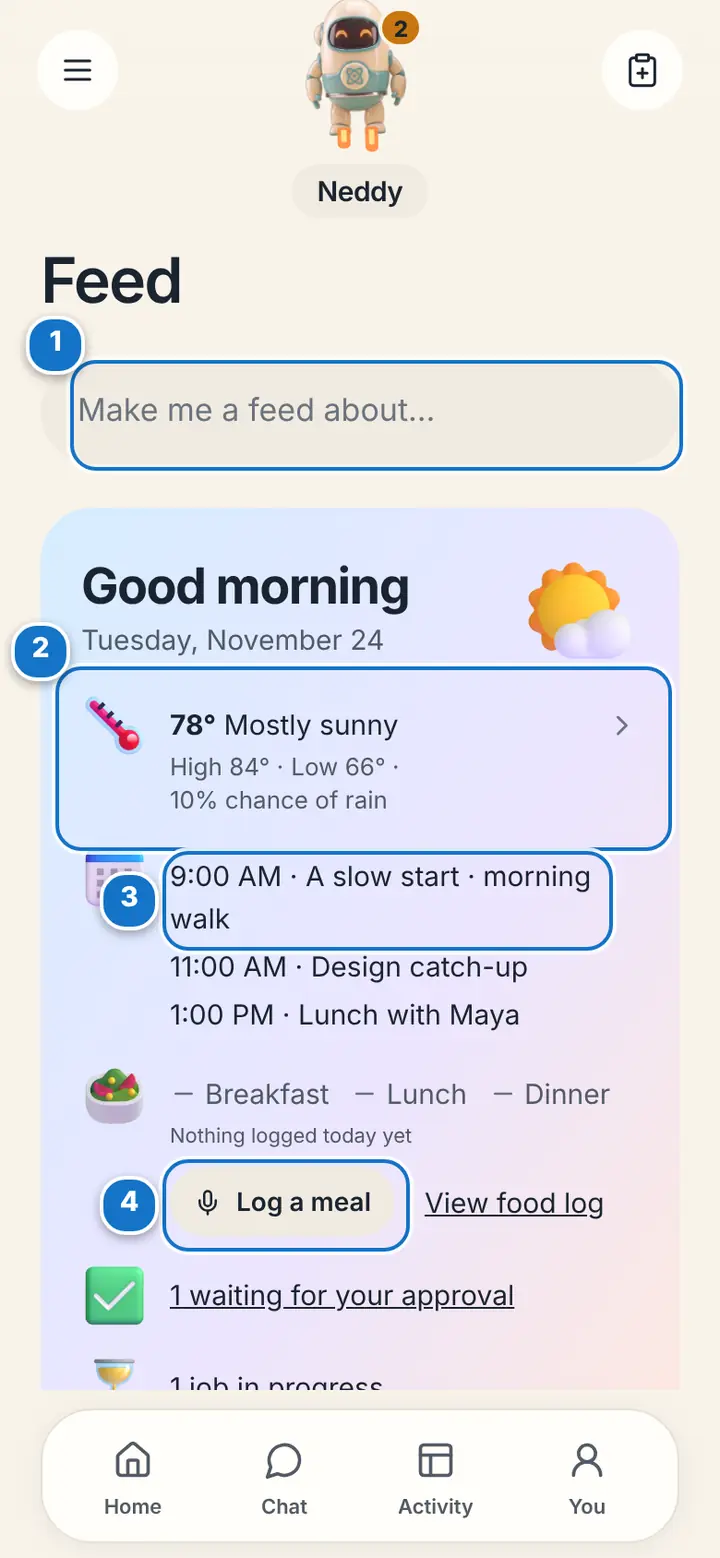 2
Neddy
Feed
1
Make me a feed about...
Good morning
Tuesday, November 24
2
78° Mostly sunny
High 84° · Low 66° ·
10% chance of rain
3
9:00 AM · A slow start · morning
walk
11:00 AM · Design catch-up
1:00 PM · Lunch with Maya
– Breakfast – Lunch – Dinner
Nothing logged today yet
4
Log a meal View food log
1 waiting for your approval
1 job in progress
Home Chat Activity You